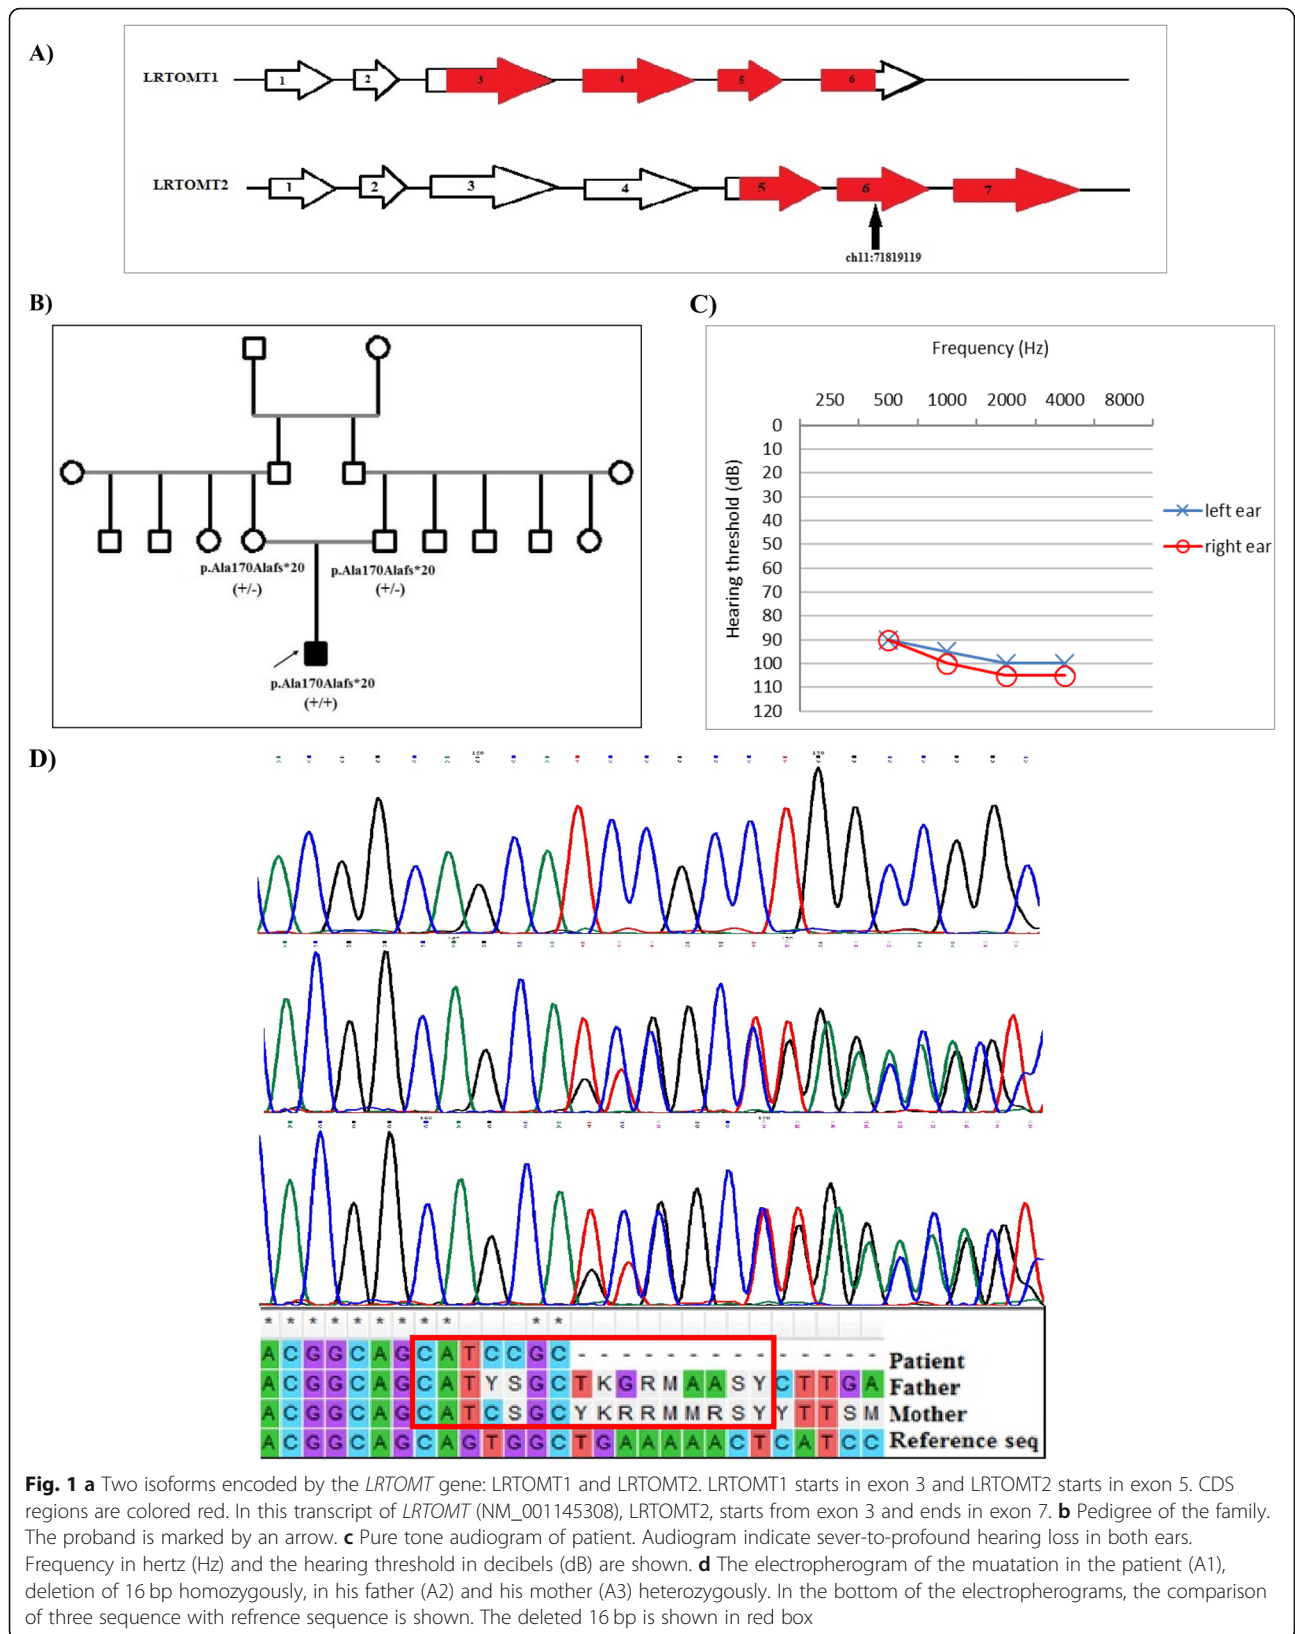 A)
LRTOMT1
1 2 3 4 5 6
LRTOMT2
1 2 3 4 5 6 7
ch11:71819119
B)
p.Ala170Alafs*20
(+/-)
p.Ala170Alafs*20
(+/-)
p.Ala170Alafs*20
(+/+)
C)
Frequency (Hz)
250 500 1000 2000 4000 8000
Hearing threshold (dB)
0
10
20
30
40
50
60
70
80
90
100
110
120
left ear
right ear
D)
* * * * * * * * * * *
A C G G C A G C A T C C G C - - - - - - - - - - - - - - Patient
A C G G C A G C A T Y S G C T K G R M A A S Y C T T G A Father
A C G G C A G C A T C S G C Y K R R M M R S Y Y T T S M Mother
A C G G C A G C A G T G G C T G A A A A A C T C A T C C Reference seq
Fig. 1 a Two isoforms encoded by the LRTOMT gene: LRTOMT1 and LRTOMT2. LRTOMT1 starts in exon 3 and LRTOMT2 starts in exon 5. CDS
regions are colored red. In this transcript of LRTOMT (NM_001145308), LRTOMT2, starts from exon 3 and ends in exon 7. b Pedigree of the family.
The proband is marked by an arrow. c Pure tone audiogram of patient. Audiogram indicate sever-to-profound hearing loss in both ears.
Frequency in hertz (Hz) and the hearing threshold in decibels (dB) are shown. d The electropherogram of the muatation in the patient (A1),
deletion of 16 bp homozygously, in his father (A2) and his mother (A3) heterozygously. In the bottom of the electropherograms, the comparison
of three sequence with refrence sequence is shown. The deleted 16 bp is shown in red box